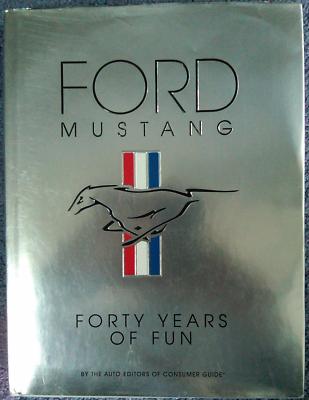 FORD
MUSTANG
FORTY YEARS
OF FUN
BY THE AUTO EDITORS OF CONSUMER GUIDE®